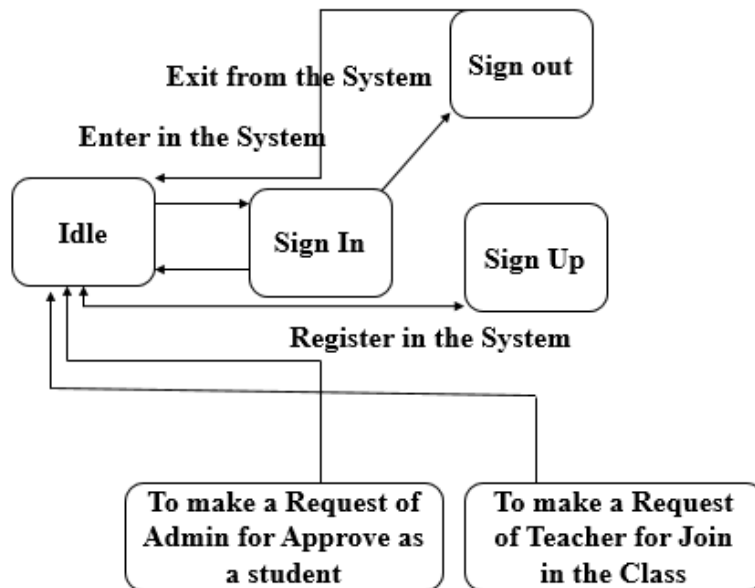 Sign out
Exit from the System
Enter in the System
Idle
Sign In
Sign Up
Register in the System
To make a Request of
Admin for Approve as
a student
To make a Request
of Teacher for Join
in the Class